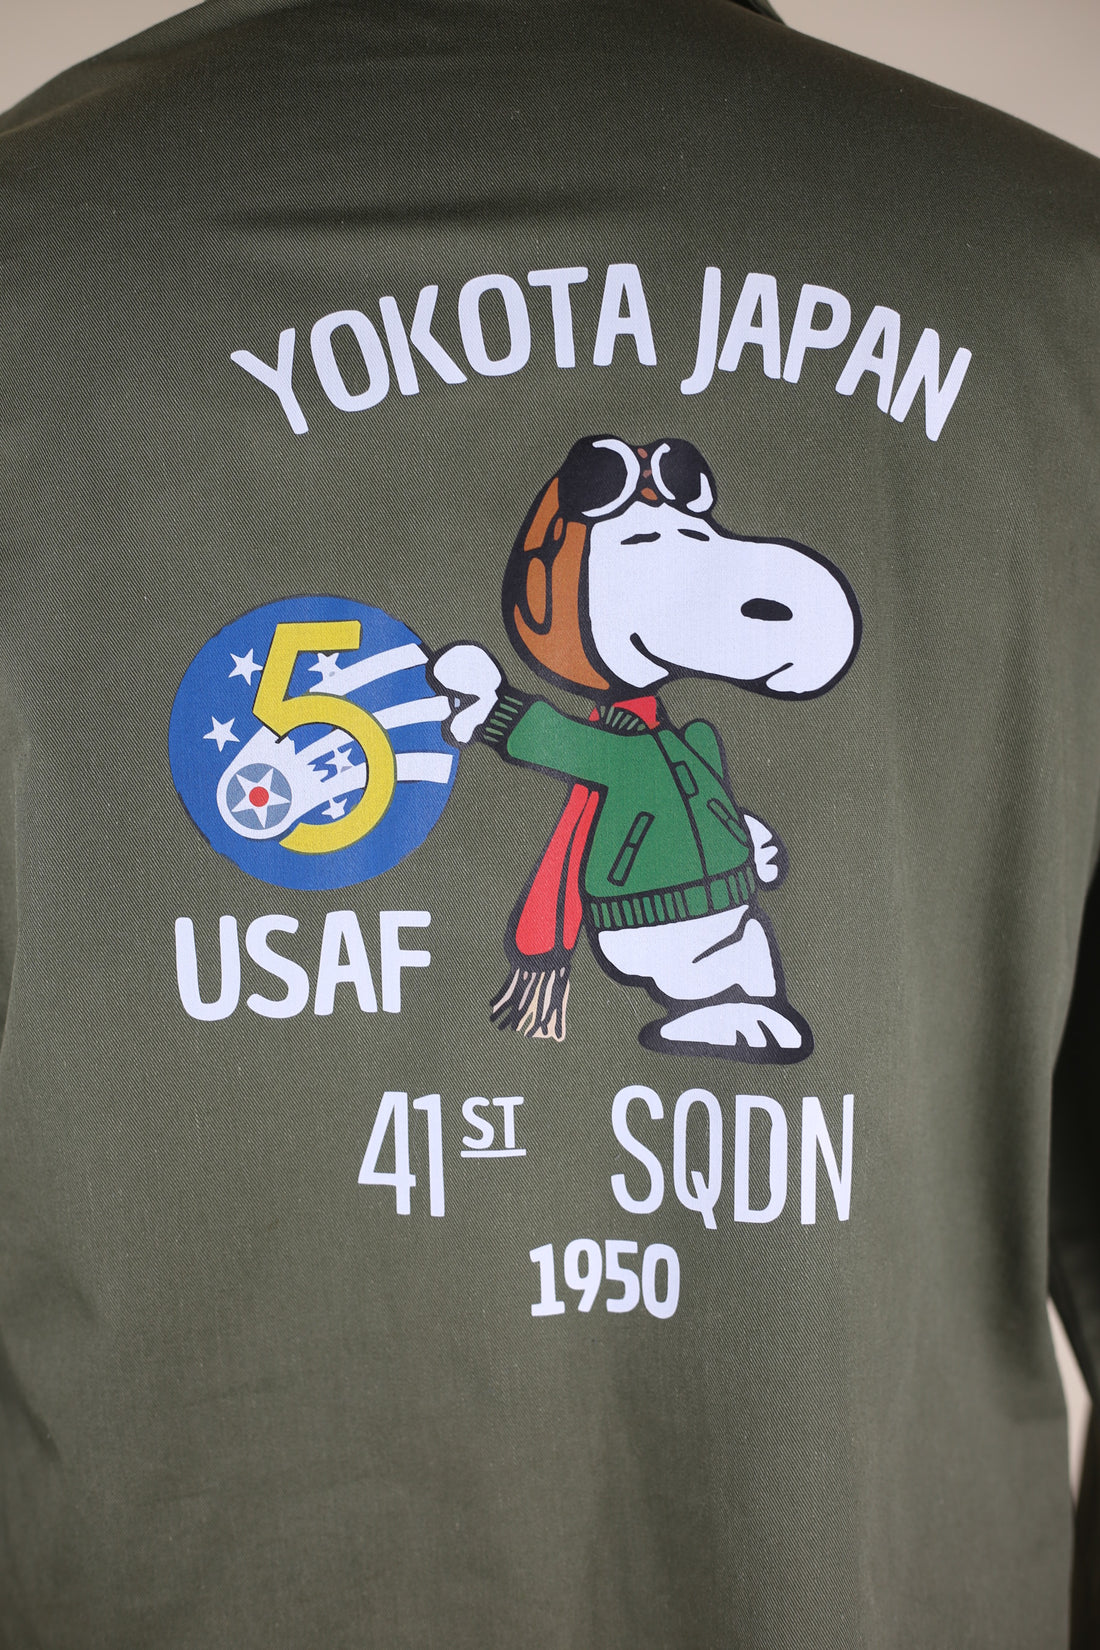 YOKOTA JAPAN
5
USAF
41ST SQDN
1950